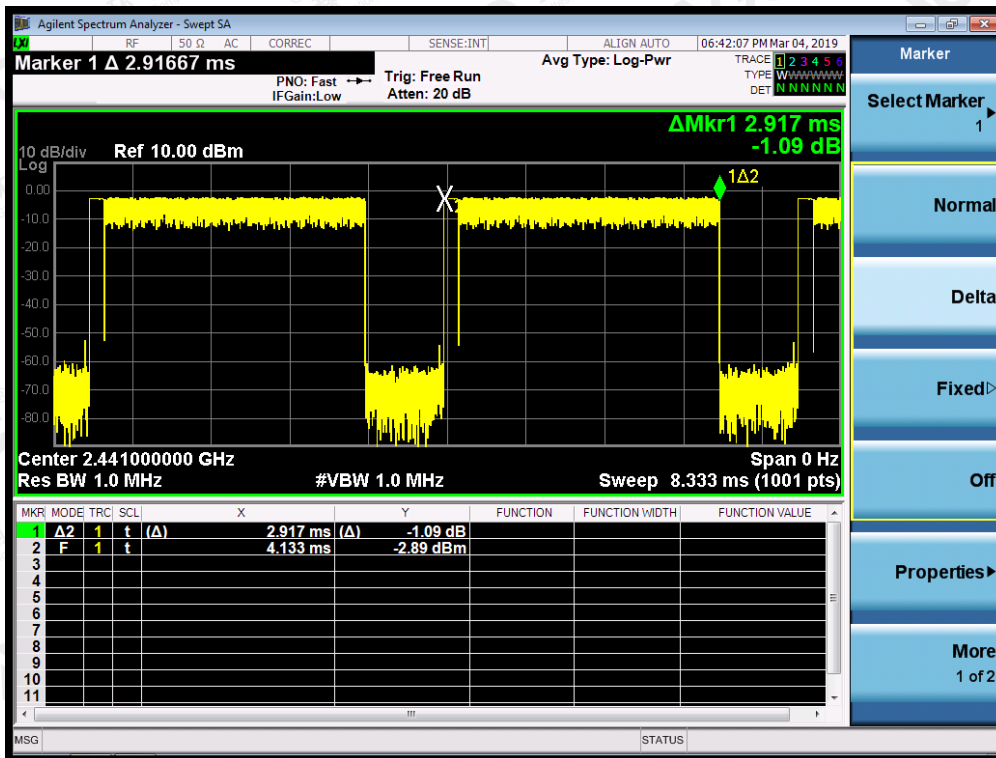 Agilent Spectrum Analyzer - Swept SA
LXI RF 50 Ω AC CORREC SENSE:INT ALIGN AUTO 06:42:07 PM Mar 04, 2019
Marker 1 Δ 2.91667 ms
PNO: Fast
IFGain:Low
Trig: Free Run
Atten: 20 dB
Avg Type: Log-Pwr
TRACE 1 2 3 4 5 6
TYPE WWWWWW
DET N N N N N N
ΔMkr1 2.917 ms
-1.09 dB
10 dB/div Ref 10.00 dBm
Log
0.00
-10.0
-20.0
-30.0
-40.0
-50.0
-60.0
-70.0
-80.0
X2
1Δ2
Center 2.441000000 GHz Span 0 Hz
Res BW 1.0 MHz #VBW 1.0 MHz Sweep 8.333 ms (1001 pts)
MKR MODE TRC SCL X Y FUNCTION FUNCTION WIDTH FUNCTION VALUE
1 Δ2 1 t (Δ) 2.917 ms (Δ) -1.09 dB
2 F 1 t 4.133 ms -2.89 dBm
3
4
5
6
7
8
9
10
11
MSG STATUS
Marker
Select Marker
1
Normal
Delta
Fixed
Off
Properties
More
1 of 2